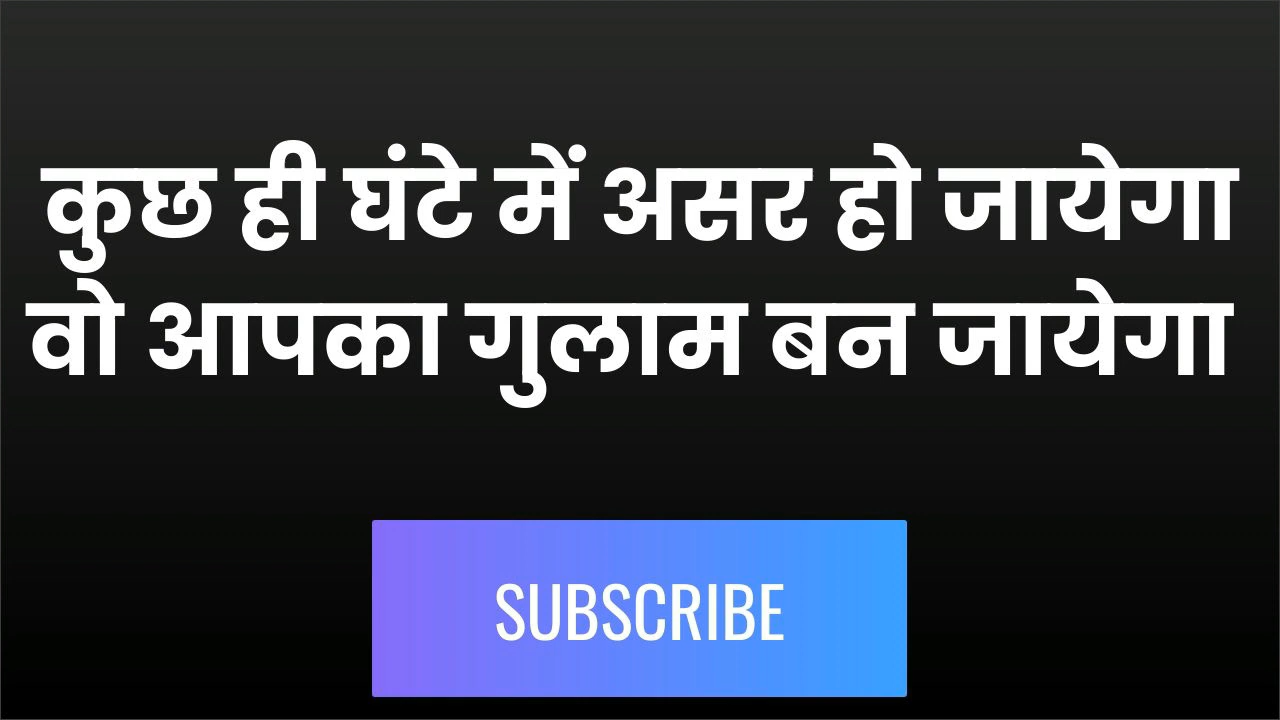 कुछ ही घंटे में असर हो जायेगा
वो आपका गुलाम बन जायेगा
SUBSCRIBE